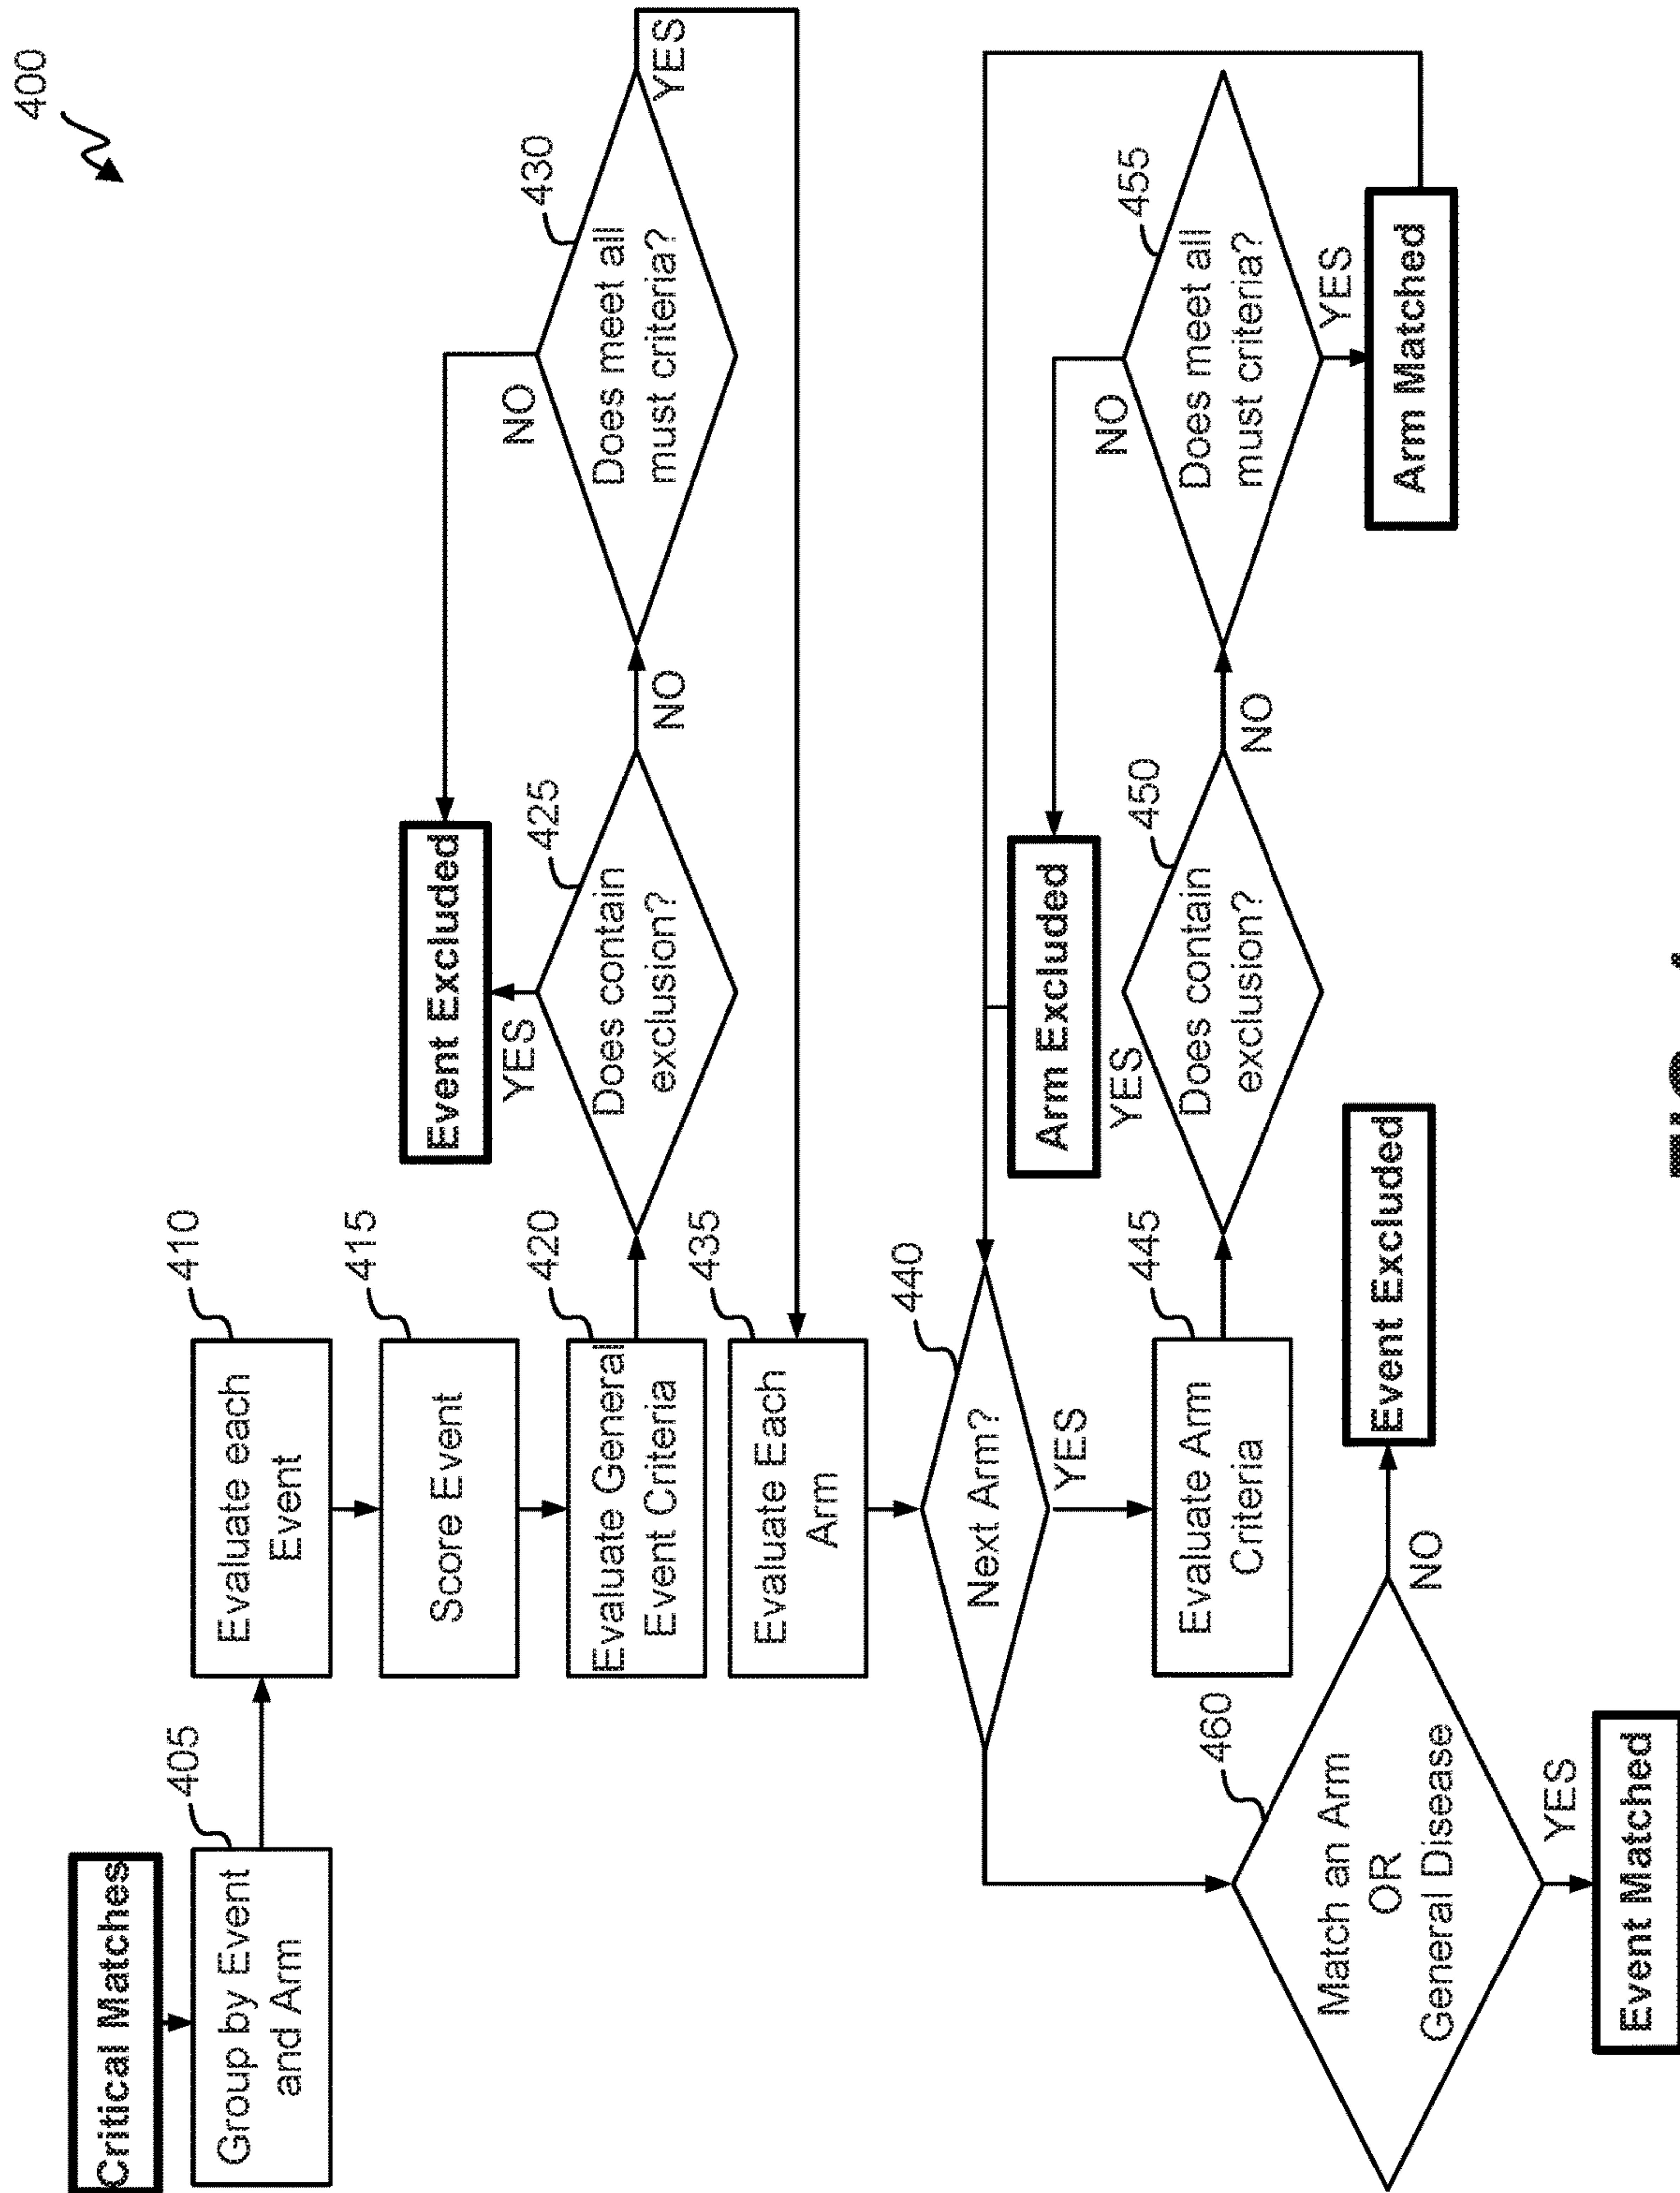 400
Critical Matches
405
Group by Event
and Arm
410
Evaluate each
Event
415
Score Event
420
Evaluate General
Event Criteria
425
Does contain
exclusion?
YES
NO
Event Excluded
430
Does meet all
must criteria?
NO
YES
435
Evaluate Each
Arm
440
Next Arm?
YES
445
Evaluate Arm
Criteria
450
Does contain
exclusion?
YES
NO
Arm Excluded
455
Does meet all
must criteria?
NO
YES
Arm Matched
460
Match an Arm
OR
General Disease
NO
Event Excluded
YES
Event Matched